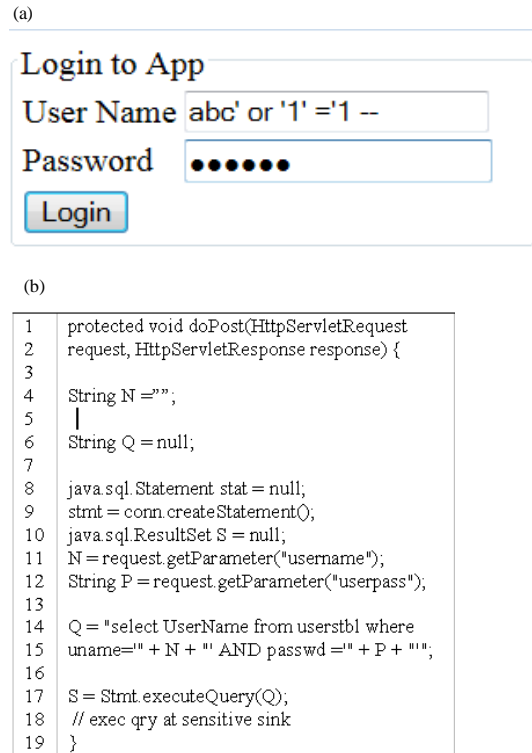 (a)
Login to App
User Name abc' or '1' ='1 --
Password ●●●●●●
Login
(b)
1 protected void doPost(HttpServletRequest
2 request, HttpServletResponse response) {
3
4 String N =””;
5
6 String Q = null;
7
8 java.sql.Statement stat = null;
9 stmt = conn.createStatement();
10 java.sql.ResultSet S = null;
11 N = request.getParameter("username");
12 String P = request.getParameter("userpass");
13
14 Q = "select UserName from userstbl where
15 uname='" + N + "' AND passwd ='" + P + "'";
16
17 S = Stmt.executeQuery(Q);
18 // exec qry at sensitive sink
19 }